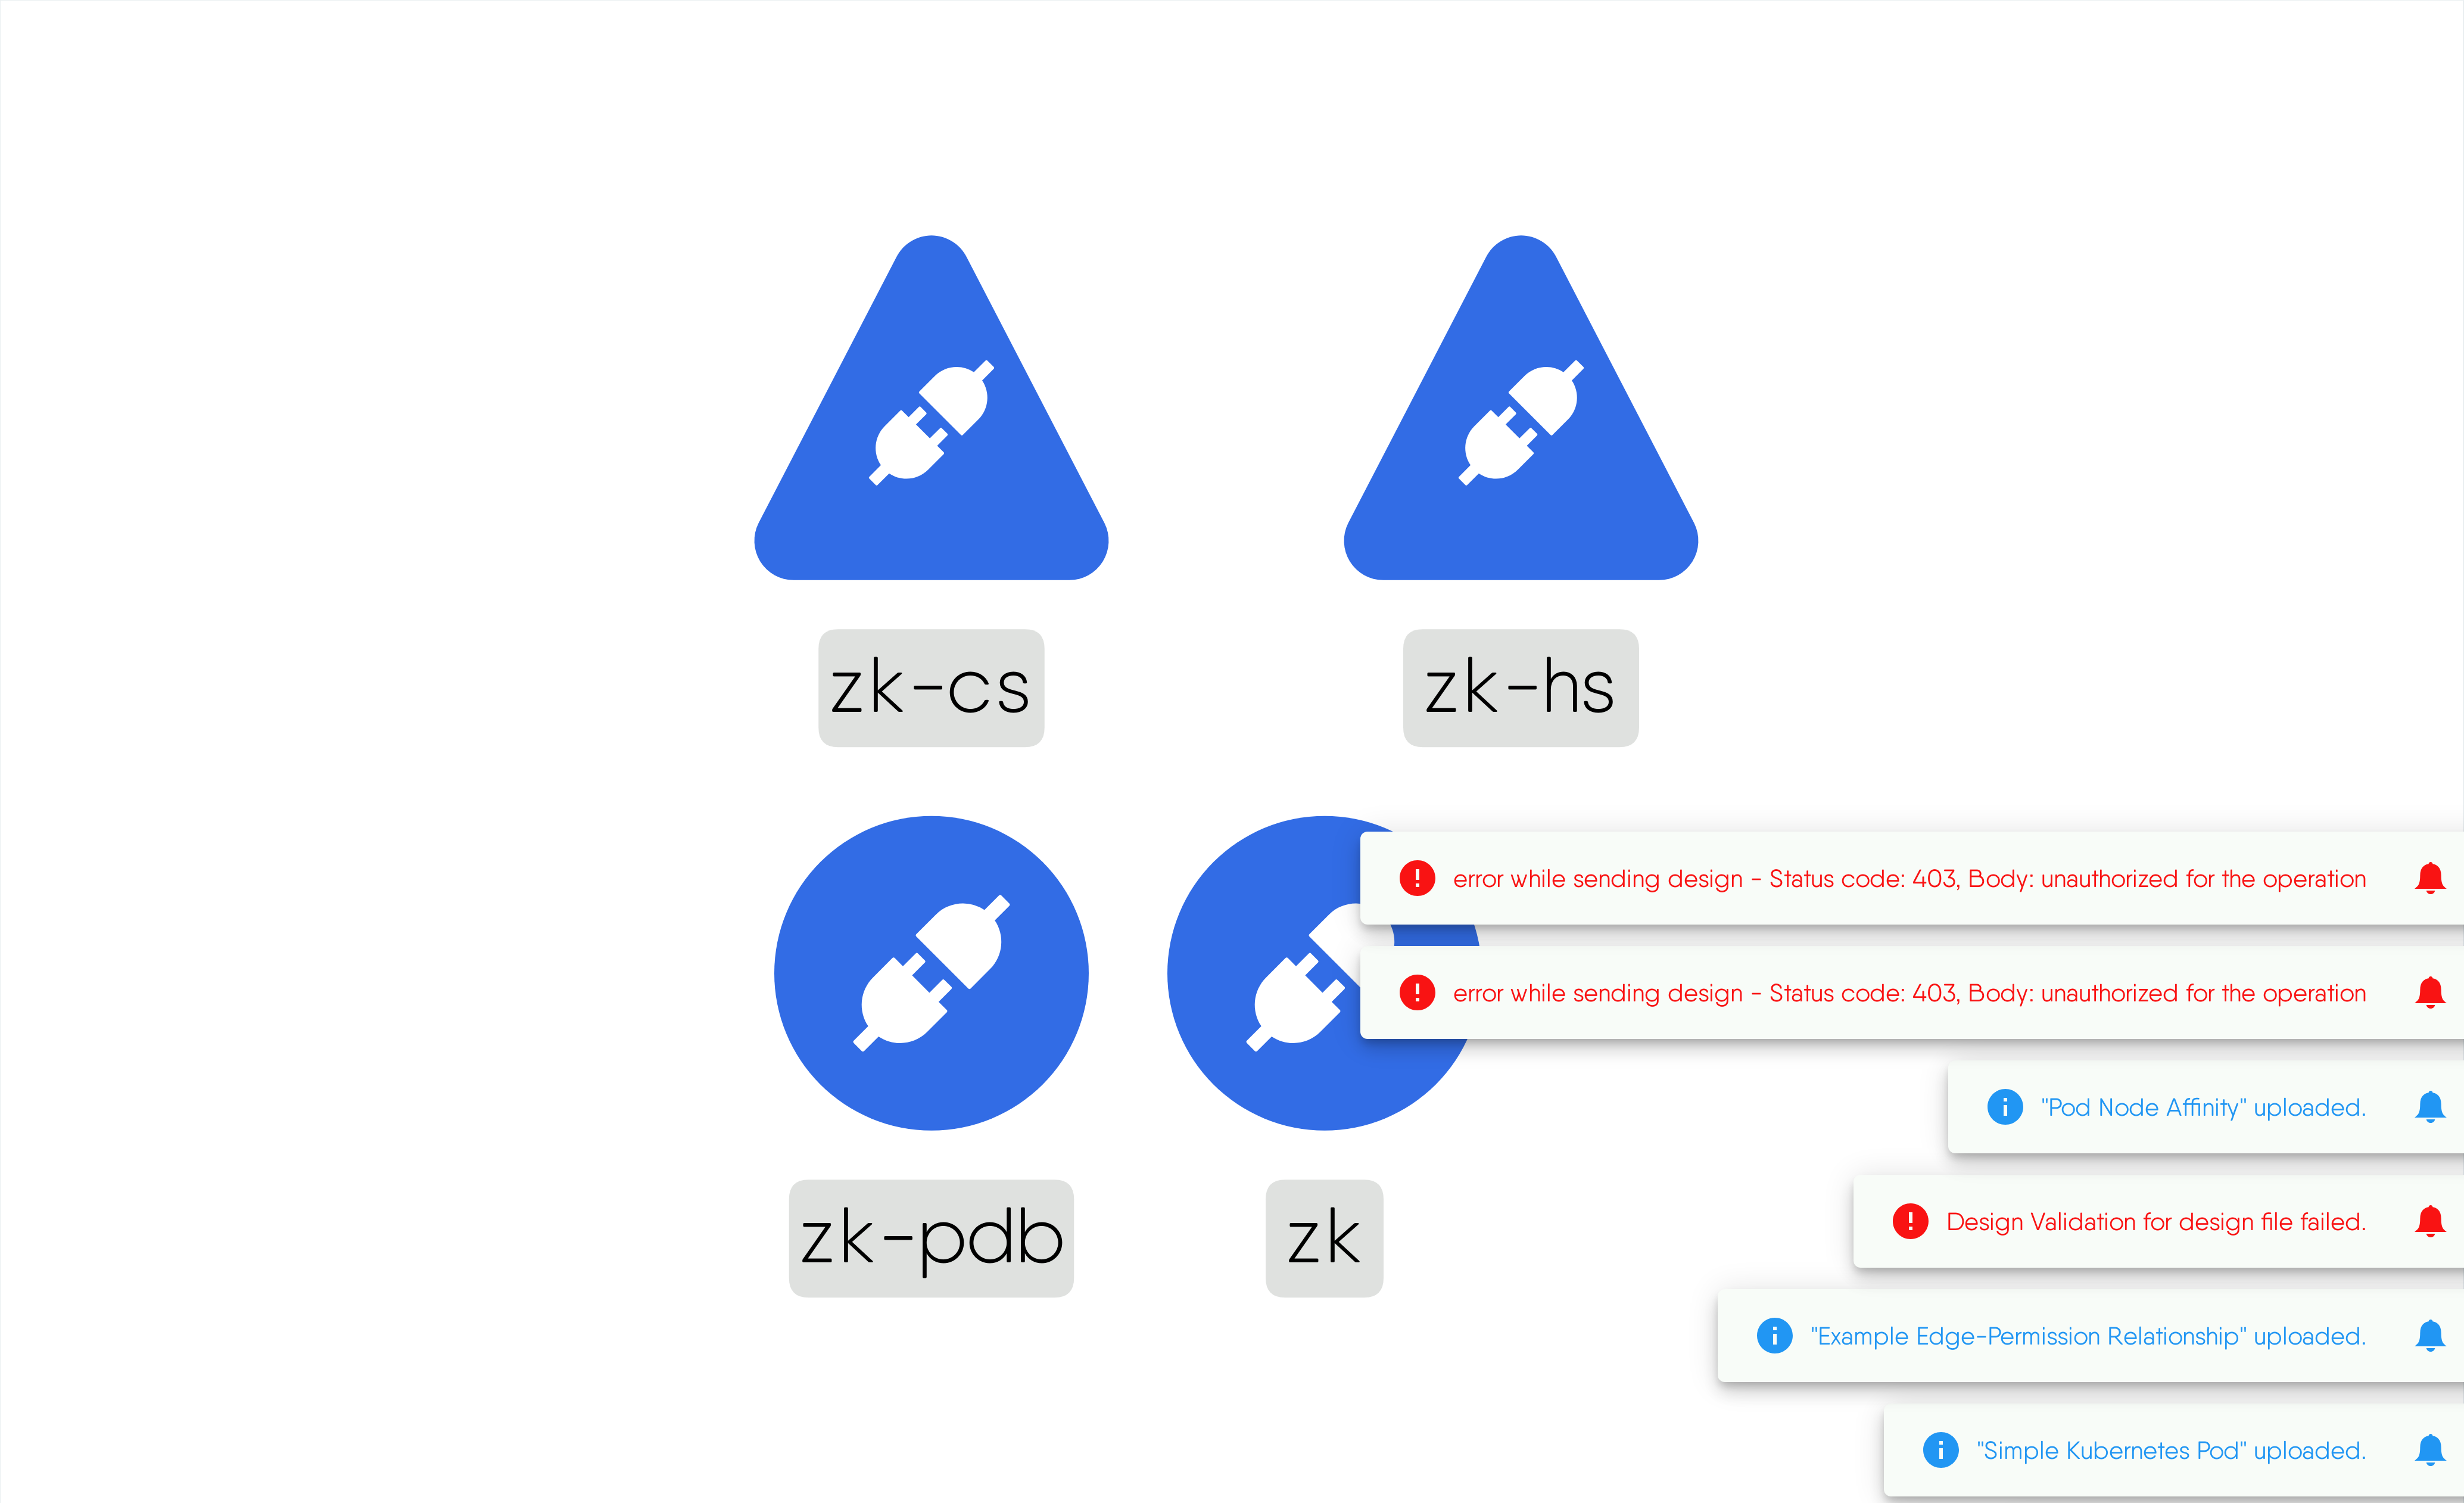 zk-cs
zk-hs
zk-pdb
zk
error while sending design - Status code: 403, Body: unauthorized for the operation
error while sending design - Status code: 403, Body: unauthorized for the operation
"Pod Node Affinity" uploaded.
Design Validation for design file failed.
"Example Edge-Permission Relationship" uploaded.
"Simple Kubernetes Pod" uploaded.